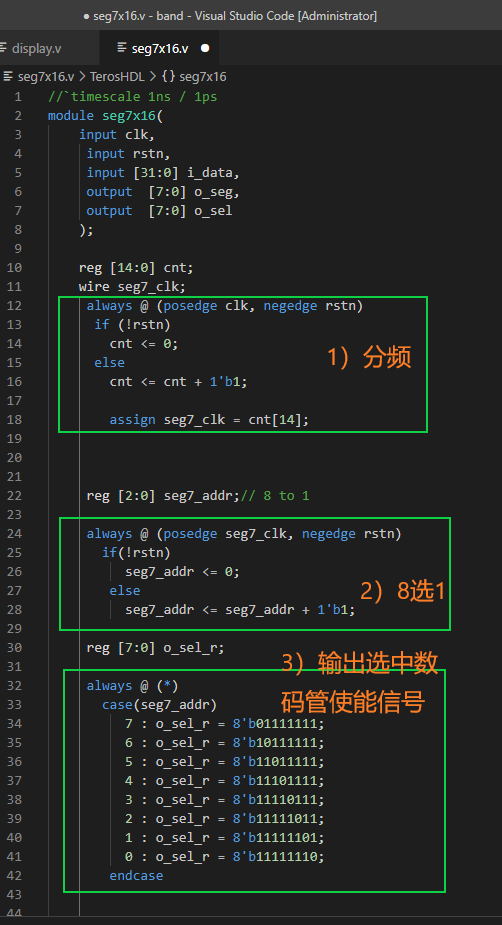 ● seg7x16.v - band - Visual Studio Code [Administrator]
display.v seg7x16.v ●
seg7x16.v > TerosHDL > {} seg7x16
1 //`timescale 1ns / 1ps
2 module seg7x16(
3 input clk,
4 input rstn,
5 input [31:0] i_data,
6 output [7:0] o_seg,
7 output [7:0] o_sel
8 );
9
10 reg [14:0] cnt;
11 wire seg7_clk;
12 always @ (posedge clk, negedge rstn)
13 if (!rstn)
14 cnt <= 0;
15 else
16 cnt <= cnt + 1'b1;
17
18 assign seg7_clk = cnt[14];
1）分频
19
20
21
22 reg [2:0] seg7_addr;// 8 to 1
23
24 always @ (posedge seg7_clk, negedge rstn)
25 if(!rstn)
26 seg7_addr <= 0;
27 else
28 seg7_addr <= seg7_addr + 1'b1;
2）8选1
29
30 reg [7:0] o_sel_r;
31
3）输出选中数
码管使能信号
32 always @ (*)
33 case(seg7_addr)
34 7 : o_sel_r = 8'b01111111;
35 6 : o_sel_r = 8'b10111111;
36 5 : o_sel_r = 8'b11011111;
37 4 : o_sel_r = 8'b11101111;
38 3 : o_sel_r = 8'b11110111;
39 2 : o_sel_r = 8'b11111011;
40 1 : o_sel_r = 8'b11111101;
41 0 : o_sel_r = 8'b11111110;
42 endcase
43
44